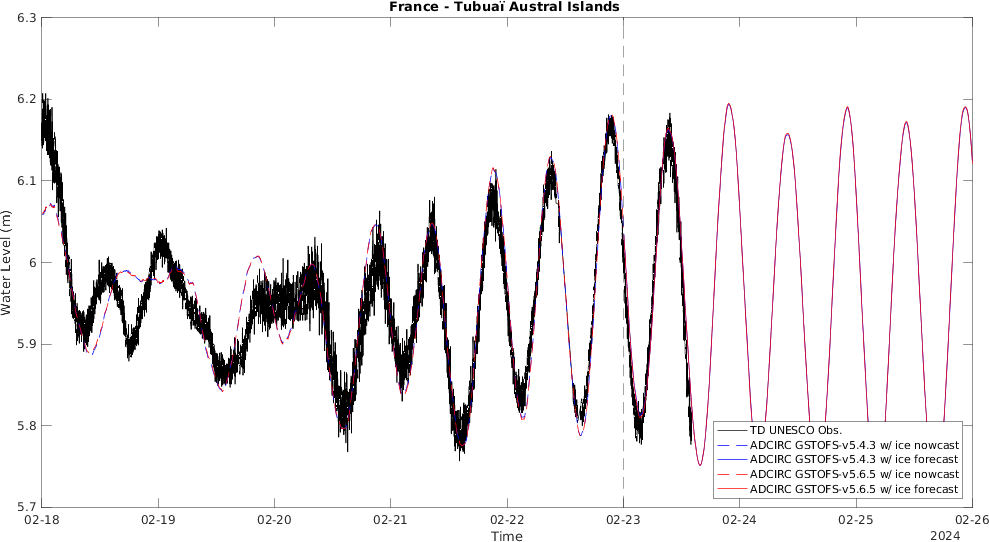 France - Tubuaï Austral Islands
6.3
6.2
6.1
6
5.9
5.8
5.7
Water Level (m)
TD UNESCO Obs.
ADCIRC GSTOFS-v5.4.3 w/ ice nowcast
ADCIRC GSTOFS-v5.4.3 w/ ice forecast
ADCIRC GSTOFS-v5.6.5 w/ ice nowcast
ADCIRC GSTOFS-v5.6.5 w/ ice forecast
02-18 02-19 02-20 02-21 02-22 02-23 02-24 02-25 02-26
Time
2024